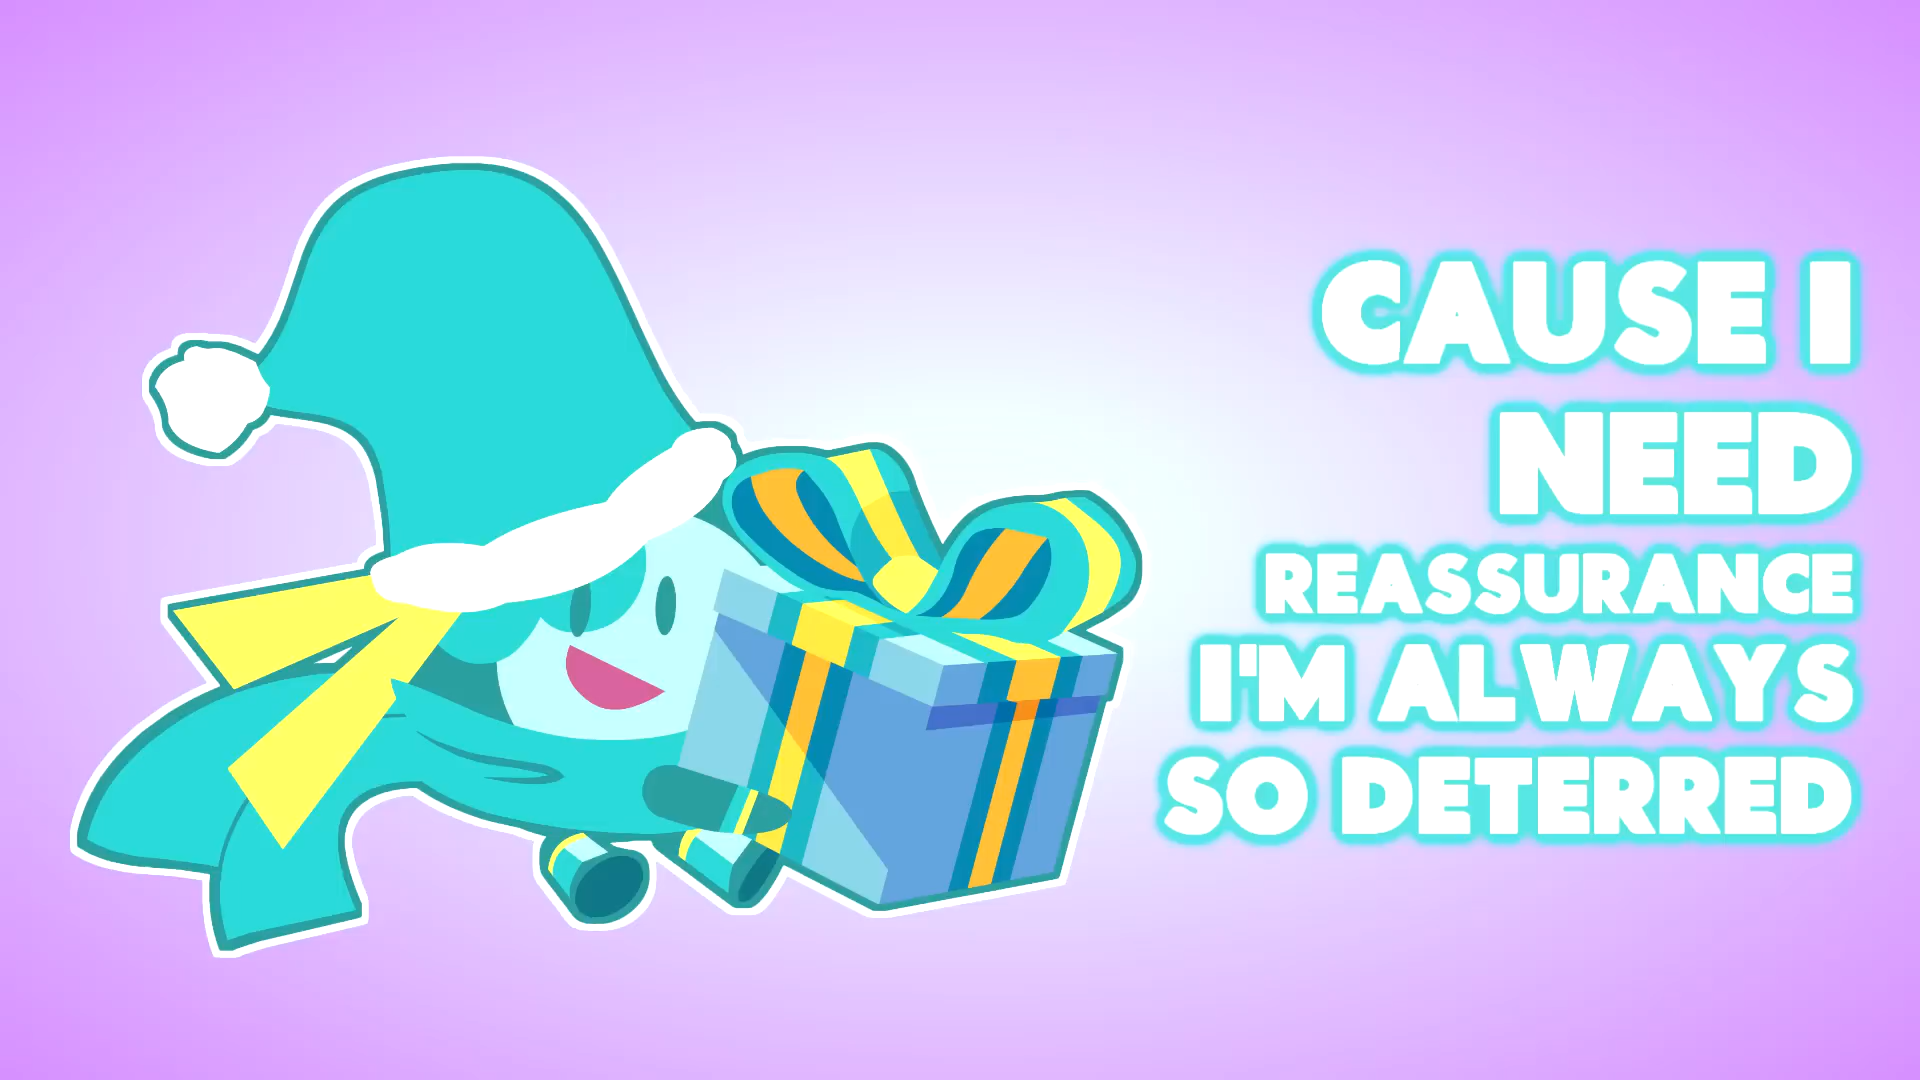 CAUSE I
NEED
REASSURANCE
I'M ALWAYS
SO DETERRED